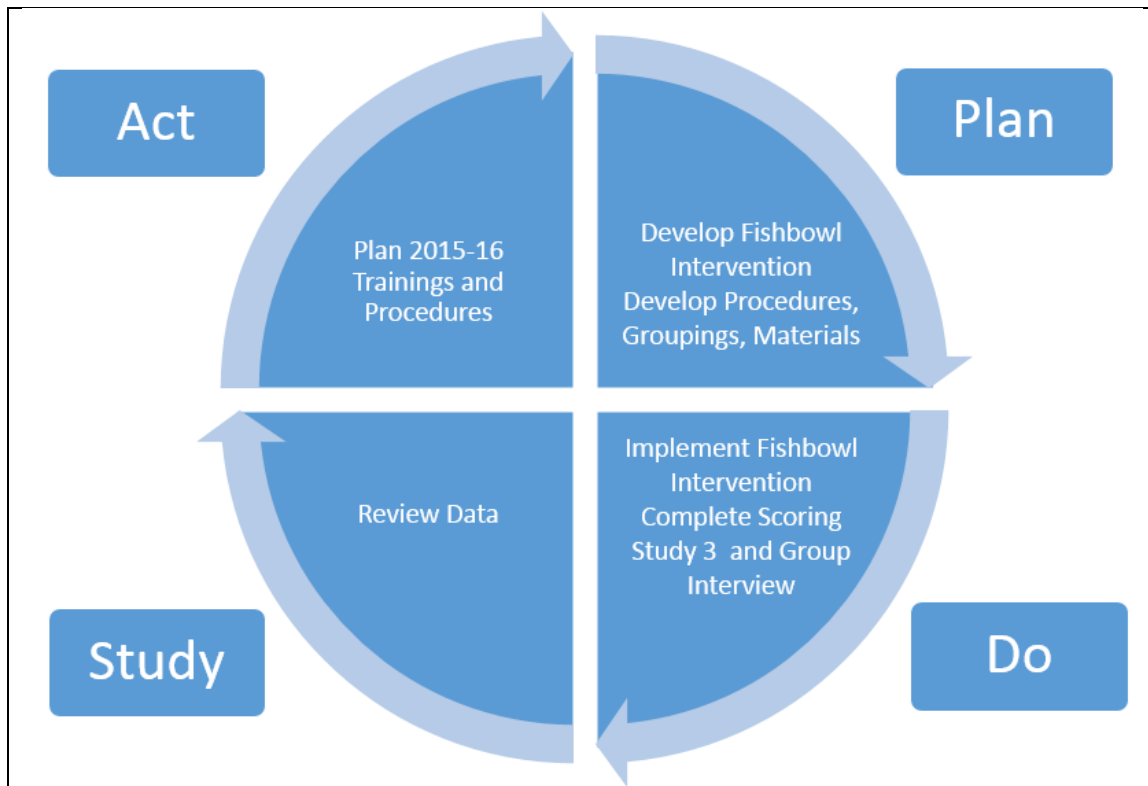 Act
Plan
Plan 2015-16
Trainings and
Procedures
Develop Fishbowl
Intervention
Develop Procedures,
Groupings, Materials
Review Data
Implement Fishbowl
Intervention
Complete Scoring
Study 3  and Group
Interview
Study
Do